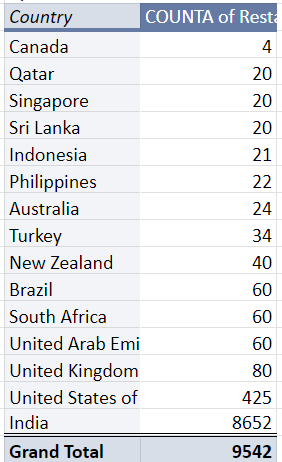 Country COUNTA of Resta
Canada 4
Qatar 20
Singapore 20
Sri Lanka 20
Indonesia 21
Philippines 22
Australia 24
Turkey 34
New Zealand 40
Brazil 60
South Africa 60
United Arab Emi 60
United Kingdom 80
United States of 425
India 8652
Grand Total 9542